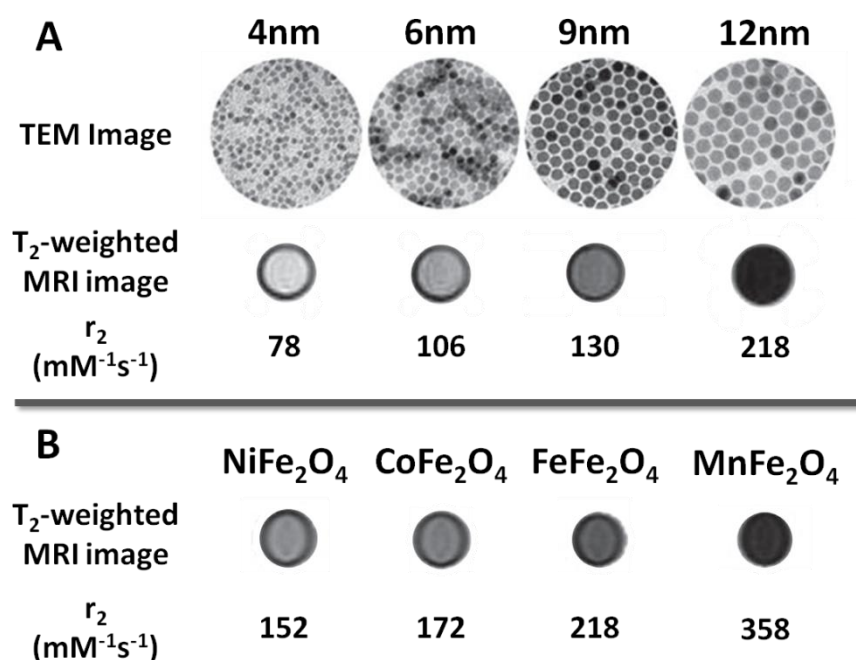 A
4nm 6nm 9nm 12nm
TEM Image
T₂-weighted
MRI image
r₂
(mM⁻¹s⁻¹)
78 106 130 218
B
NiFe₂O₄ CoFe₂O₄ FeFe₂O₄ MnFe₂O₄
T₂-weighted
MRI image
r₂
(mM⁻¹s⁻¹)
152 172 218 358